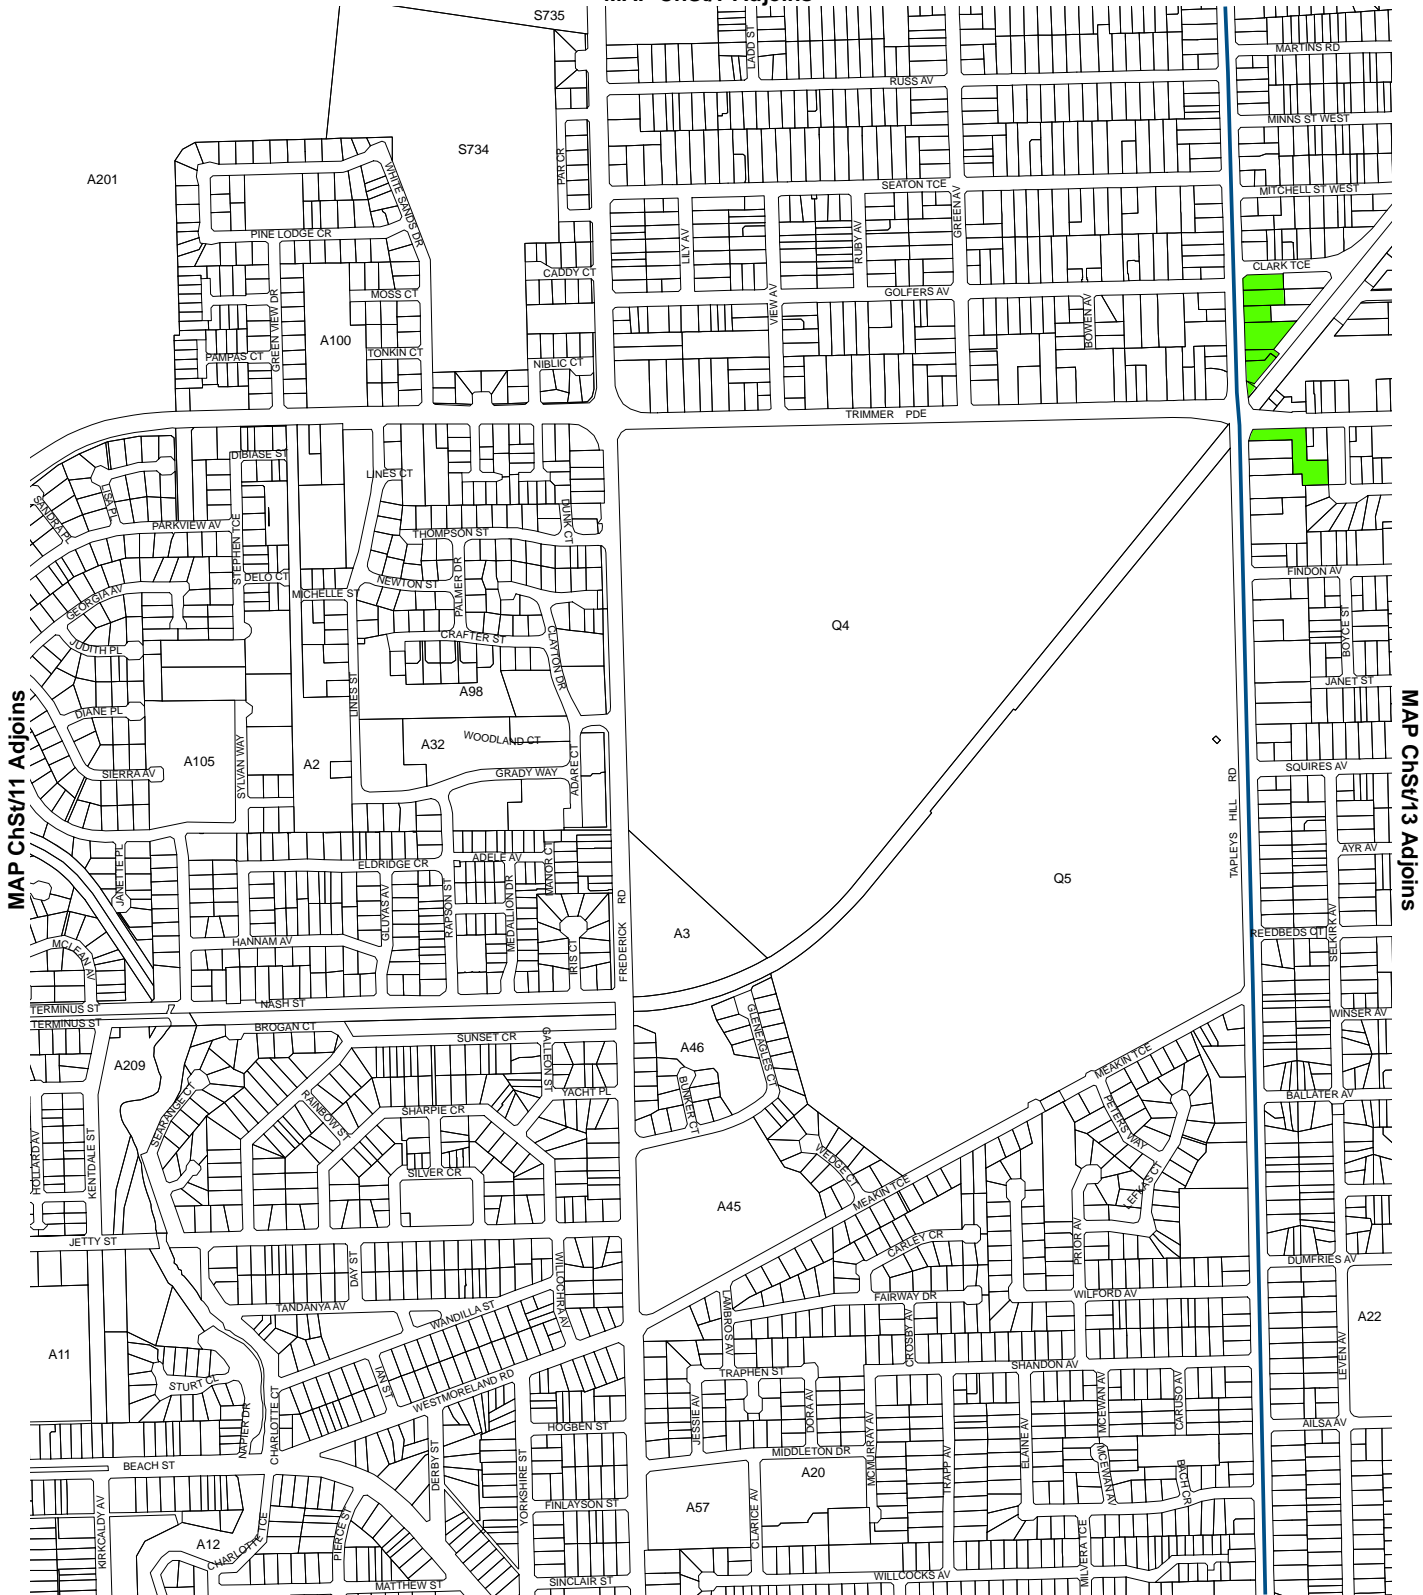 S735
LADD ST
MARTINS RD
RUSS AV
MINNS ST WEST
S734
PAR CR
A201
WHITE SANDS DR
SEATON TCE
MITCHELL ST WEST
GREEN AV
PINE LODGE CR
LILY AV
RUBY AV
CADDY CT
CLARK TCE
MOSS CT
GOLFERS AV
GREEN VIEW DR
VIEW AV
BOWEN AV
A100
PAMPAS CT
TONKIN CT
NIBLIC CT
TRIMMER PDE
DIBIASE ST
LINES CT
LISA PL
SANDRA PL
PARKVIEW AV
STEPHEN TCE
THOMPSON ST
DUNK CT
DELO CT
NEWTON ST
PALMER DR
FINDON AV
GEORGIA AV
MICHELLE ST
BOYCE ST
Q4
CRAFTER ST
CLAYTON DR
JUDITH PL
JANET ST
LINES ST
A98
DIANE PL
WOODLAND CT
A32
MAP ChSt/11 Adjoins
MAP ChSt/13 Adjoins
A105
SYLVAN WAY
A2
SIERRA AV
GRADY WAY
ADARE CT
SQUIRES AV
TAPLEYS HILL RD
JANETTE PL
ELDRIDGE CR
ADELE AV
MANOR CT
AYR AV
Q5
GLUYAS AV
RAPSON ST
MEDALLION DR
FREDERICK RD
A3
SELKIRK AV
REEDBEDS CT
MCLEAN AV
HANNAM AV
IRIS CT
NASH ST
TERMINUS ST
TERMINUS ST
WINSER AV
BROGAN CT
SUNSET CR
GALLEON ST
GLENEAGLES CT
A46
A209
MEAKIN TCE
YACHT PL
BUNKER CT
BALLATER AV
SEARANGE CT
RAINBOW ST
SHARPIE CR
PETERS WAY
HOLLARD AV
KENTDALE ST
SILVER CR
WEDGE CT
LEFKAS CT
MEAKIN TCE
A45
JETTY ST
CARLEY CR
PRIOR AV
DAY ST
WILLOCHRA AV
DUMFRIES AV
TANDANYA AV
WANDILLA ST
LAMBROS AV
FAIRWAY DR
WILFORD AV
CROSBY AV
A22
A11
LEVEN AV
STURT CL
IAN ST
WESTMORELAND RD
TRAPHEN ST
SHANDON AV
CHARLOTTE CT
NAPIER DR
HOGBEN ST
JESSIE AV
DORA AV
MCMURRAY AV
ELAINE AV
MCEWAN AV
CARUSO AV
AILSA AV
BEACH ST
DERBY ST
YORKSHIRE ST
MIDDLETON DR
A20
TRAPP AV
MCEWAN AV
BACH CR
FINLAYSON ST
A57
CLARICE AV
KIRKCALDY AV
A12
CHARLOTTE TCE
PIERCE ST
MILVERA TCE
MATTHEW ST
SINCLAIR ST
WILLCOCKS AV